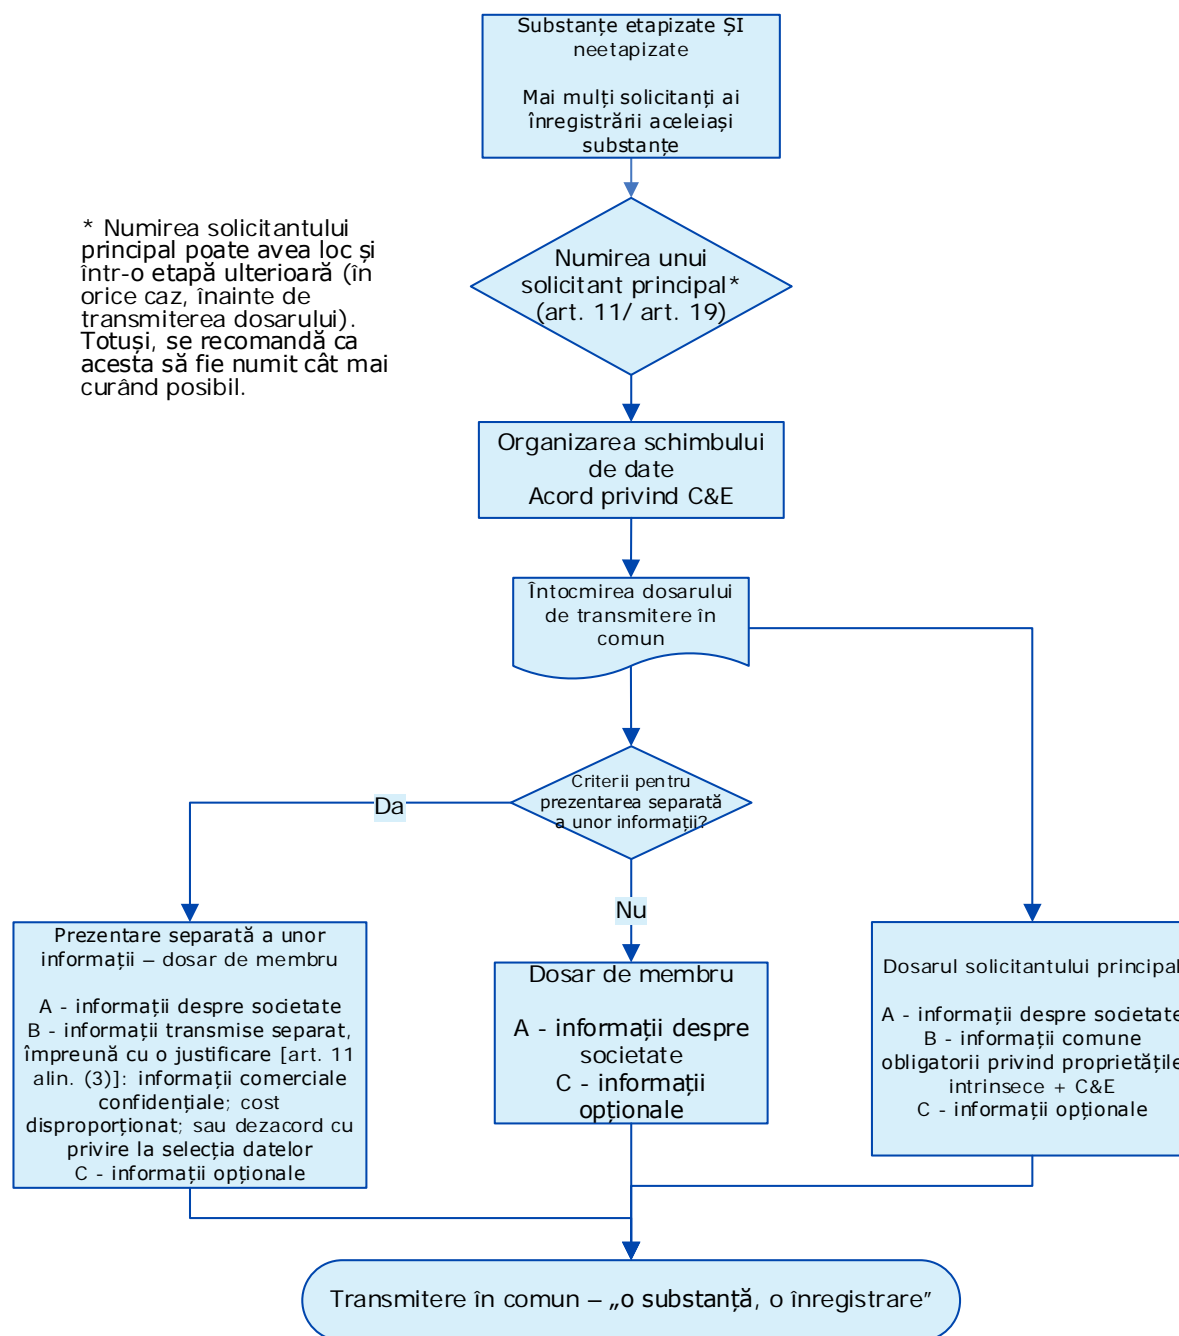 Substanțe etapizate ȘI
neetapizate
Mai mulți solicitanți ai
înregistrării aceleiași
substanțe
* Numirea solicitantului
principal poate avea loc și
într-o etapă ulterioară (în
orice caz, înainte de
transmiterea dosarului).
Totuși, se recomandă ca
acesta să fie numit cât mai
curând posibil.
Numirea unui
solicitant principal*
(art. 11/ art. 19)
Organizarea schimbului
de date
Acord privind C&E
Întocmirea dosarului
de transmitere în
comun
Criterii pentru
prezentarea separată
a unor informații?
Da
Nu
Prezentare separată a unor
informații – dosar de membru
A - informații despre societate
B - informații transmise separat,
împreună cu o justificare [art. 11
alin. (3)]: informații comerciale
confidențiale; cost
disproporționat; sau dezacord cu
privire la selecția datelor
C - informații opționale
Dosar de membru
A - informații despre
societate
C - informații
opționale
Dosarul solicitantului principal
A - informații despre societate
B - informații comune
obligatorii privind proprietățile
intrinsece + C&E
C - informații opționale
Transmitere în comun – „o substanță, o înregistrare”